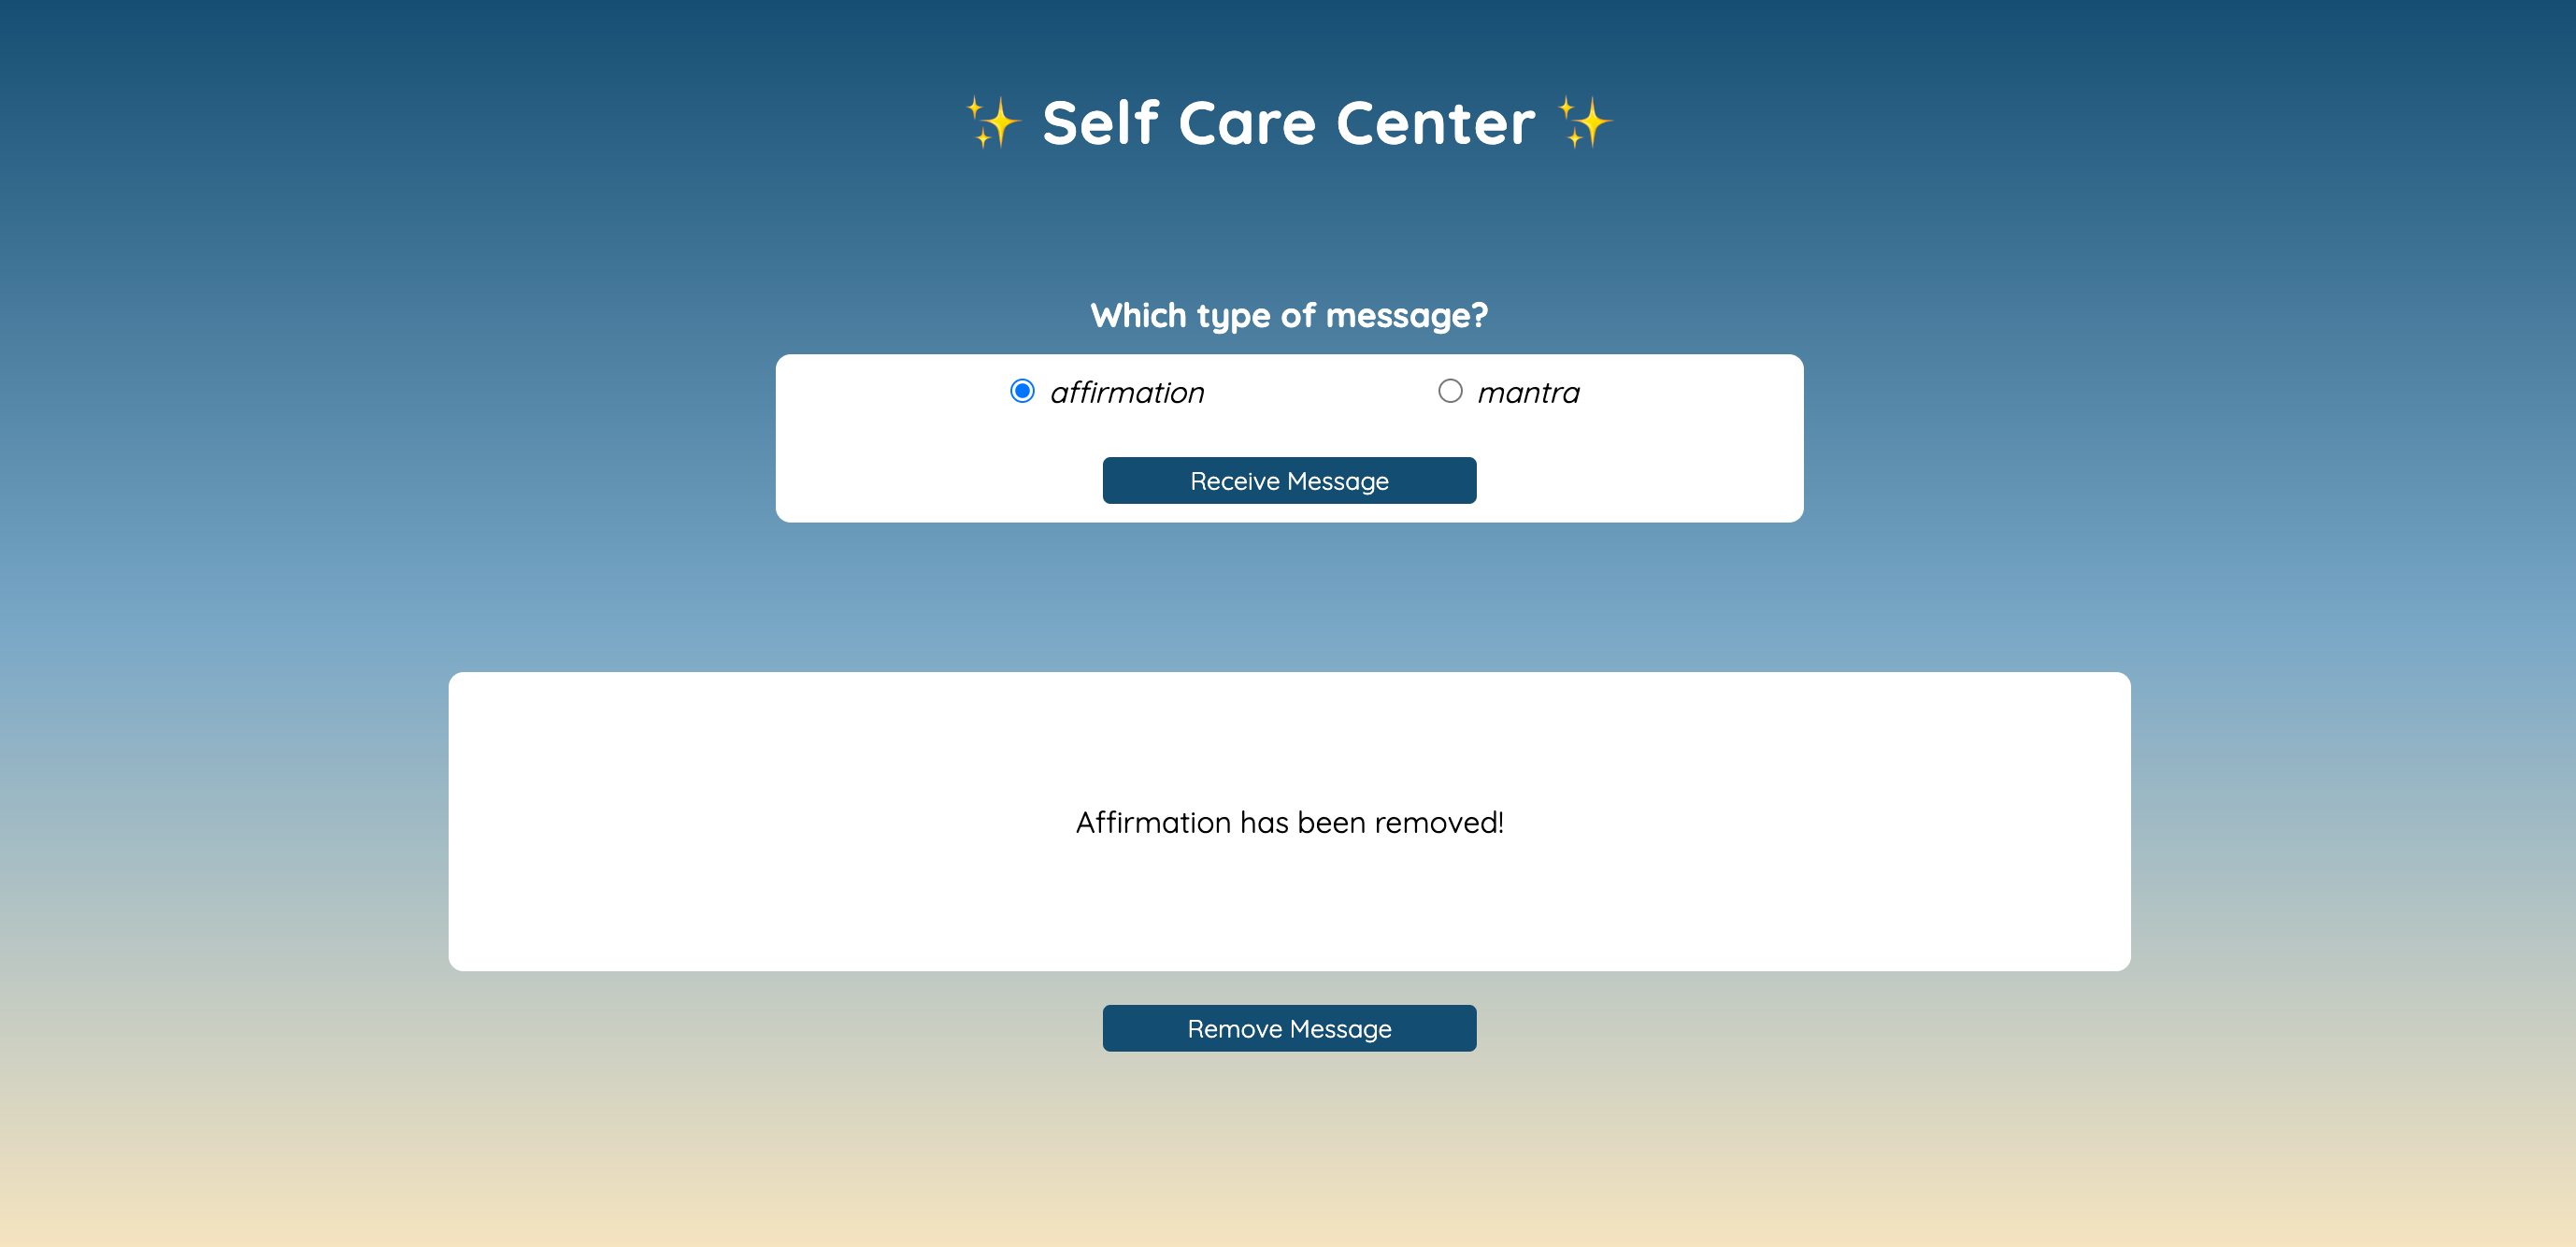 ✨ Self Care Center ✨
Which type of message?
affirmation mantra
Receive Message
Affirmation has been removed!
Remove Message